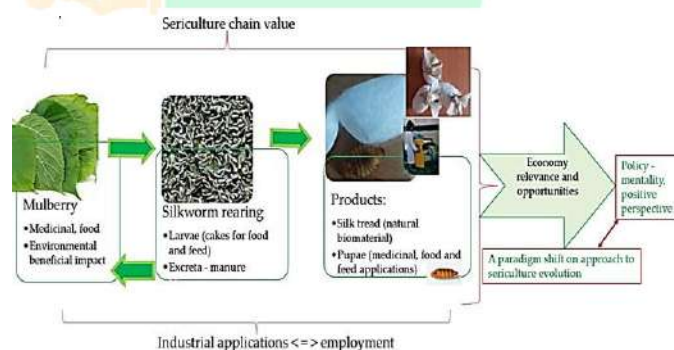 Sericulture chain value
Mulberry
•Medicinal, food
•Environmental
beneficial impact
Silkworm rearing
•Larvae (cakes for food
and feed)
•Excreta - manure
Products:
•Silk tread (natural
biomaterial)
•Pupae (medicinal, food and
feed applications)
Economy
relevance and
opportunities
Policy -
mentality,
positive
perspective
A paradigm shift on approach to
sericulture evolution
Industrial applications <=> employment